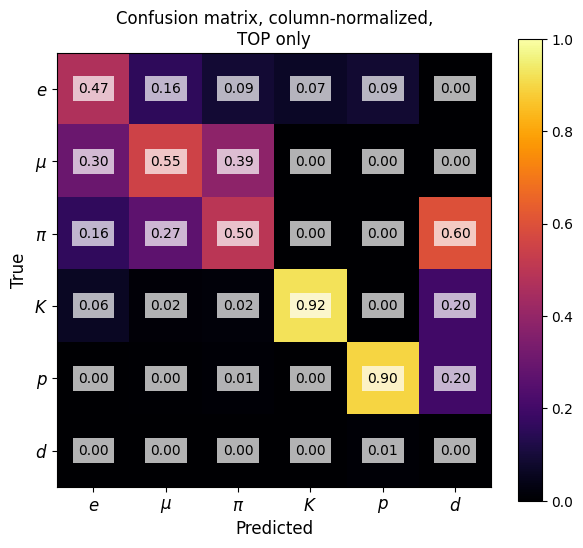 Confusion matrix, column-normalized,
TOP only
True
e 0.47 0.16 0.09 0.07 0.09 0.00
μ 0.30 0.55 0.39 0.00 0.00 0.00
π 0.16 0.27 0.50 0.00 0.00 0.60
K 0.06 0.02 0.02 0.92 0.00 0.20
p 0.00 0.00 0.01 0.00 0.90 0.20
d 0.00 0.00 0.00 0.00 0.01 0.00
e μ π K p d
Predicted
1.0
0.8
0.6
0.4
0.2
0.0